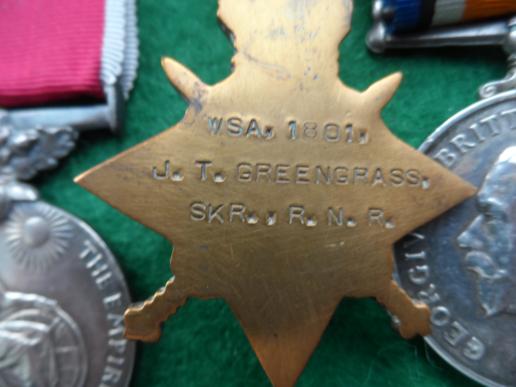 WSA, 1801,
J. T. GREENGRASS,
SKR., R. N. R.
THE EMPIRE
GEORGIV
BRITT